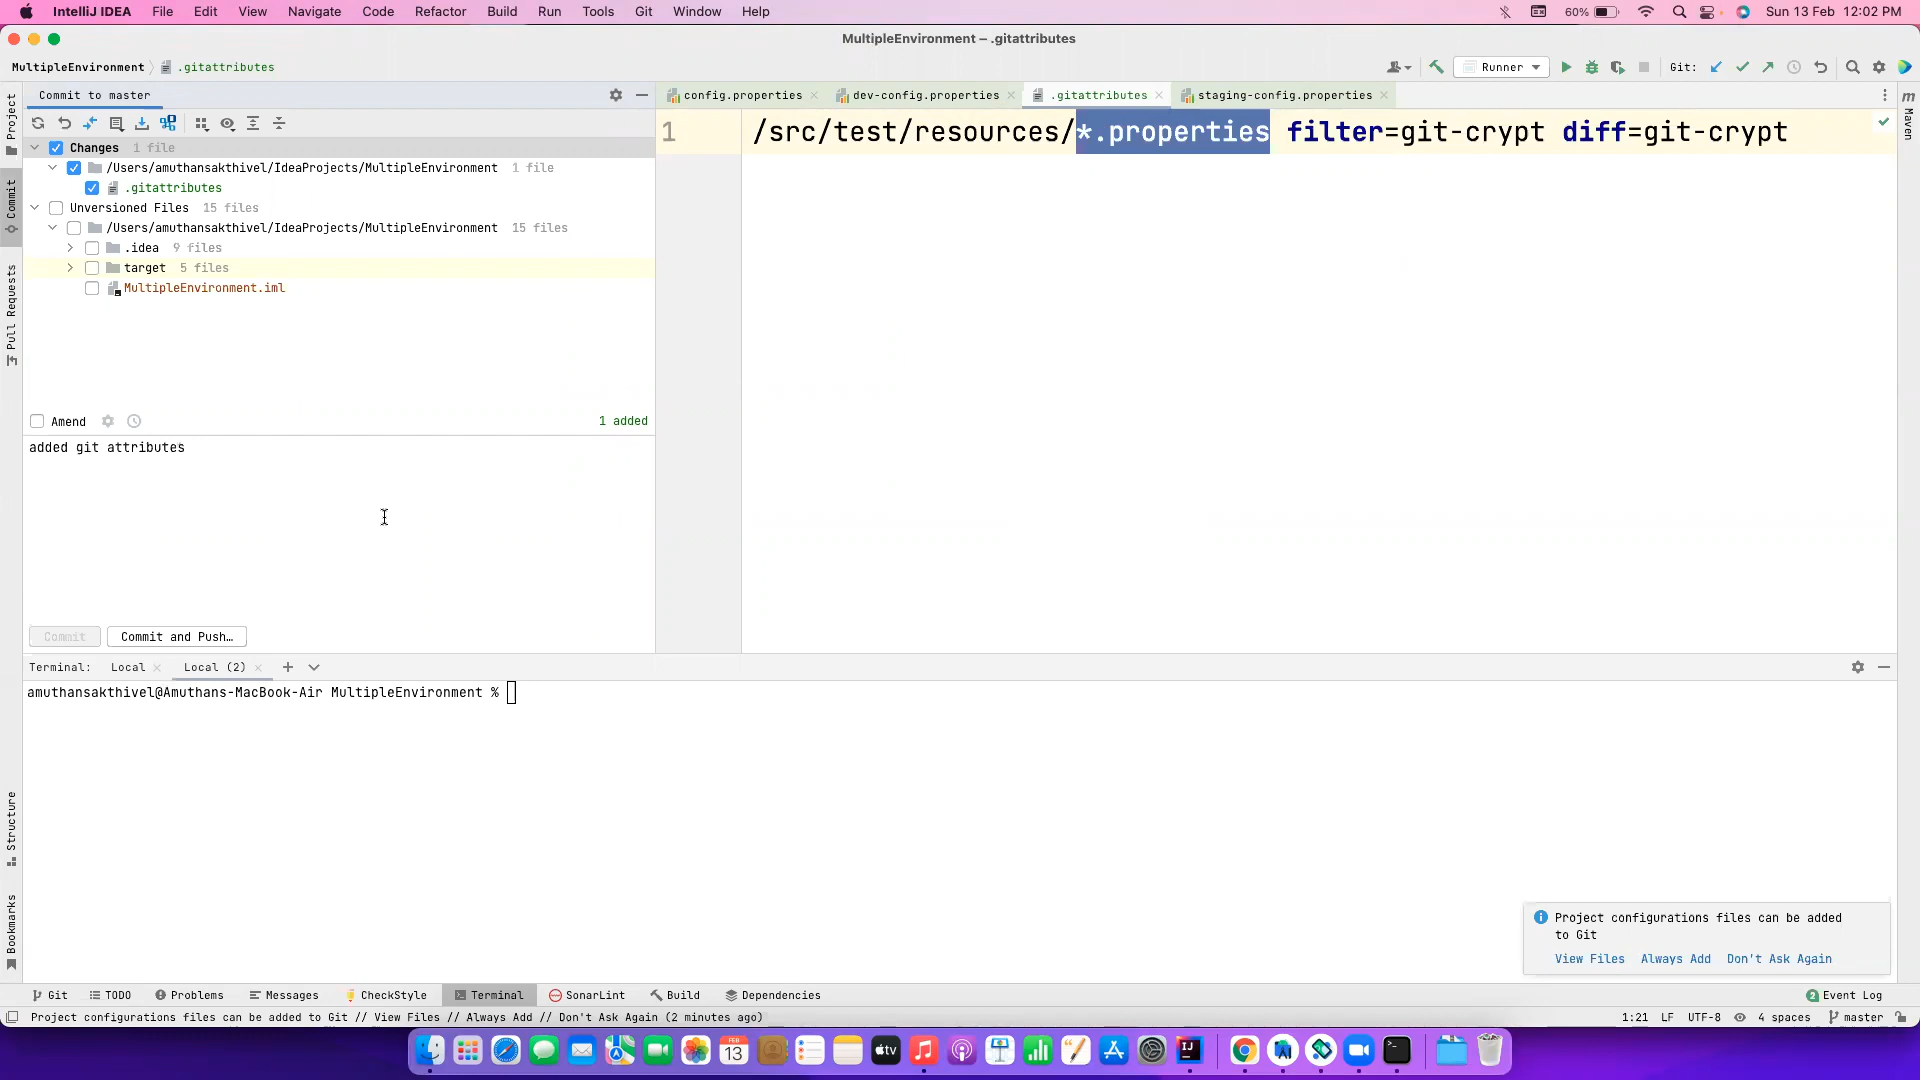 IntelliJ IDEA File Edit View Navigate Code Refactor Build Run Tools Git Window Help 60% Sun 13 Feb 12:02 PM
MultipleEnvironment – .gitattributes
MultipleEnvironment .gitattributes Runner Git:
Commit to master config.properties dev-config.properties .gitattributes staging-config.properties
1 /src/test/resources/*.properties filter=git-crypt diff=git-crypt
Changes 1 file
/Users/amuthansakthivel/IdeaProjects/MultipleEnvironment 1 file
.gitattributes
Unversioned Files 15 files
/Users/amuthansakthivel/IdeaProjects/MultipleEnvironment 15 files
.idea 9 files
target 5 files
MultipleEnvironment.iml
Amend 1 added
added git attributes
Commit Commit and Push...
Project
Commit
Pull Requests
Structure
Bookmarks
Maven
Terminal: Local Local (2)
amuthansakthivel@Amuthans-MacBook-Air MultipleEnvironment %
Project configurations files can be added
to Git
View Files Always Add Don't Ask Again
Git TODO Problems Messages CheckStyle Terminal SonarLint Build Dependencies 2 Event Log
Project configurations files can be added to Git // View Files // Always Add // Don't Ask Again (2 minutes ago) 1:21 LF UTF-8 4 spaces master
FEB
13
tv
IJ